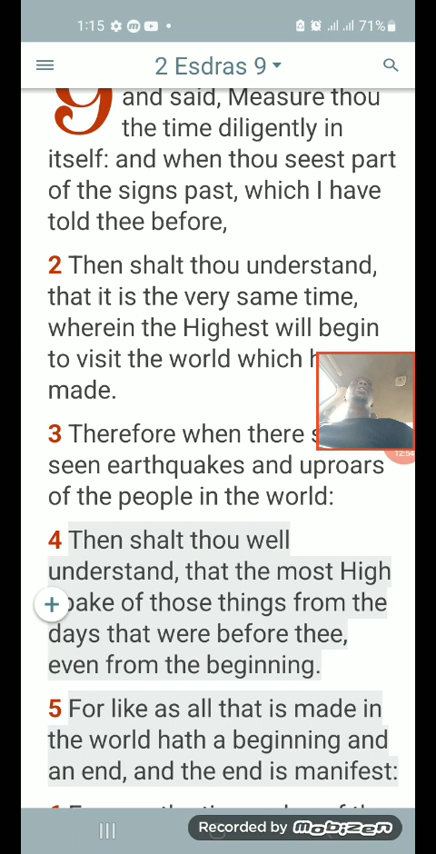 1:15 71%
2 Esdras 9
9 and said, Measure thou
the time diligently in
itself: and when thou seest part
of the signs past, which I have
told thee before,
2 Then shalt thou understand,
that it is the very same time,
wherein the Highest will begin
to visit the world which h
made.
3 Therefore when there s
seen earthquakes and uproars
of the people in the world:
12:54
4 Then shalt thou well
understand, that the most High
pake of those things from the
days that were before thee,
even from the beginning.
5 For like as all that is made in
the world hath a beginning and
an end, and the end is manifest:
Recorded by mobizen